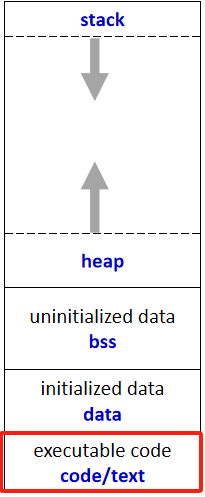 stack
heap
uninitialized data
bss
initialized data
data
executable code
code/text